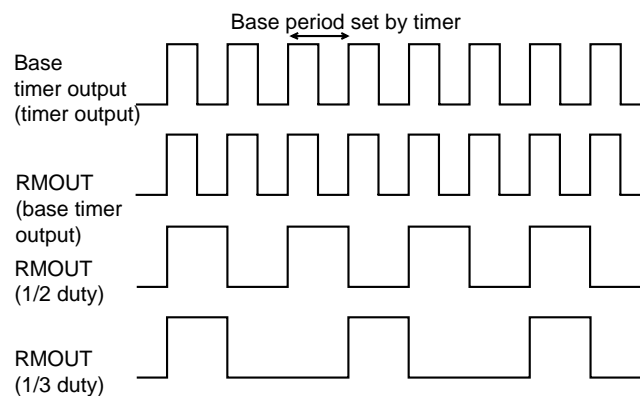 Base period set by timer
Base
timer output
(timer output)
RMOUT
(base timer
output)
RMOUT
(1/2 duty)
RMOUT
(1/3 duty)